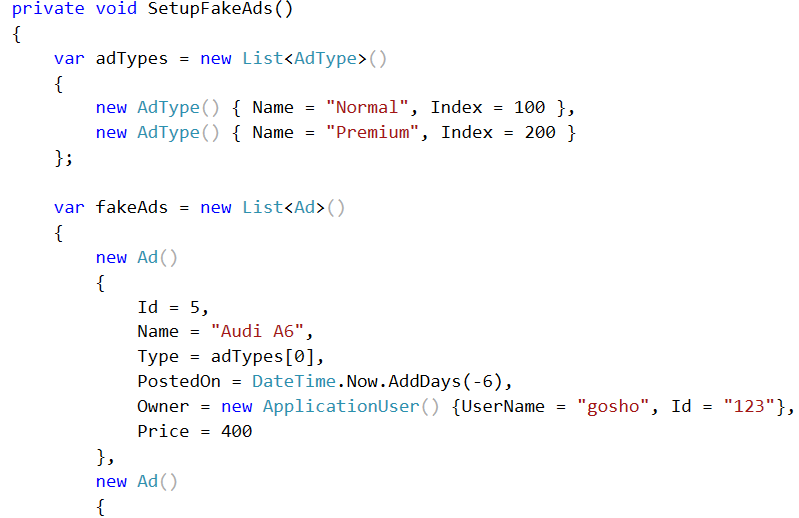 private void SetupFakeAds()
{
    var adTypes = new List<AdType>()
    {
        new AdType() { Name = "Normal", Index = 100 },
        new AdType() { Name = "Premium", Index = 200 }
    };

    var fakeAds = new List<Ad>()
    {
        new Ad()
        {
            Id = 5,
            Name = "Audi A6",
            Type = adTypes[0],
            PostedOn = DateTime.Now.AddDays(-6),
            Owner = new ApplicationUser() {UserName = "gosho", Id = "123"},
            Price = 400
        },
        new Ad()
        {